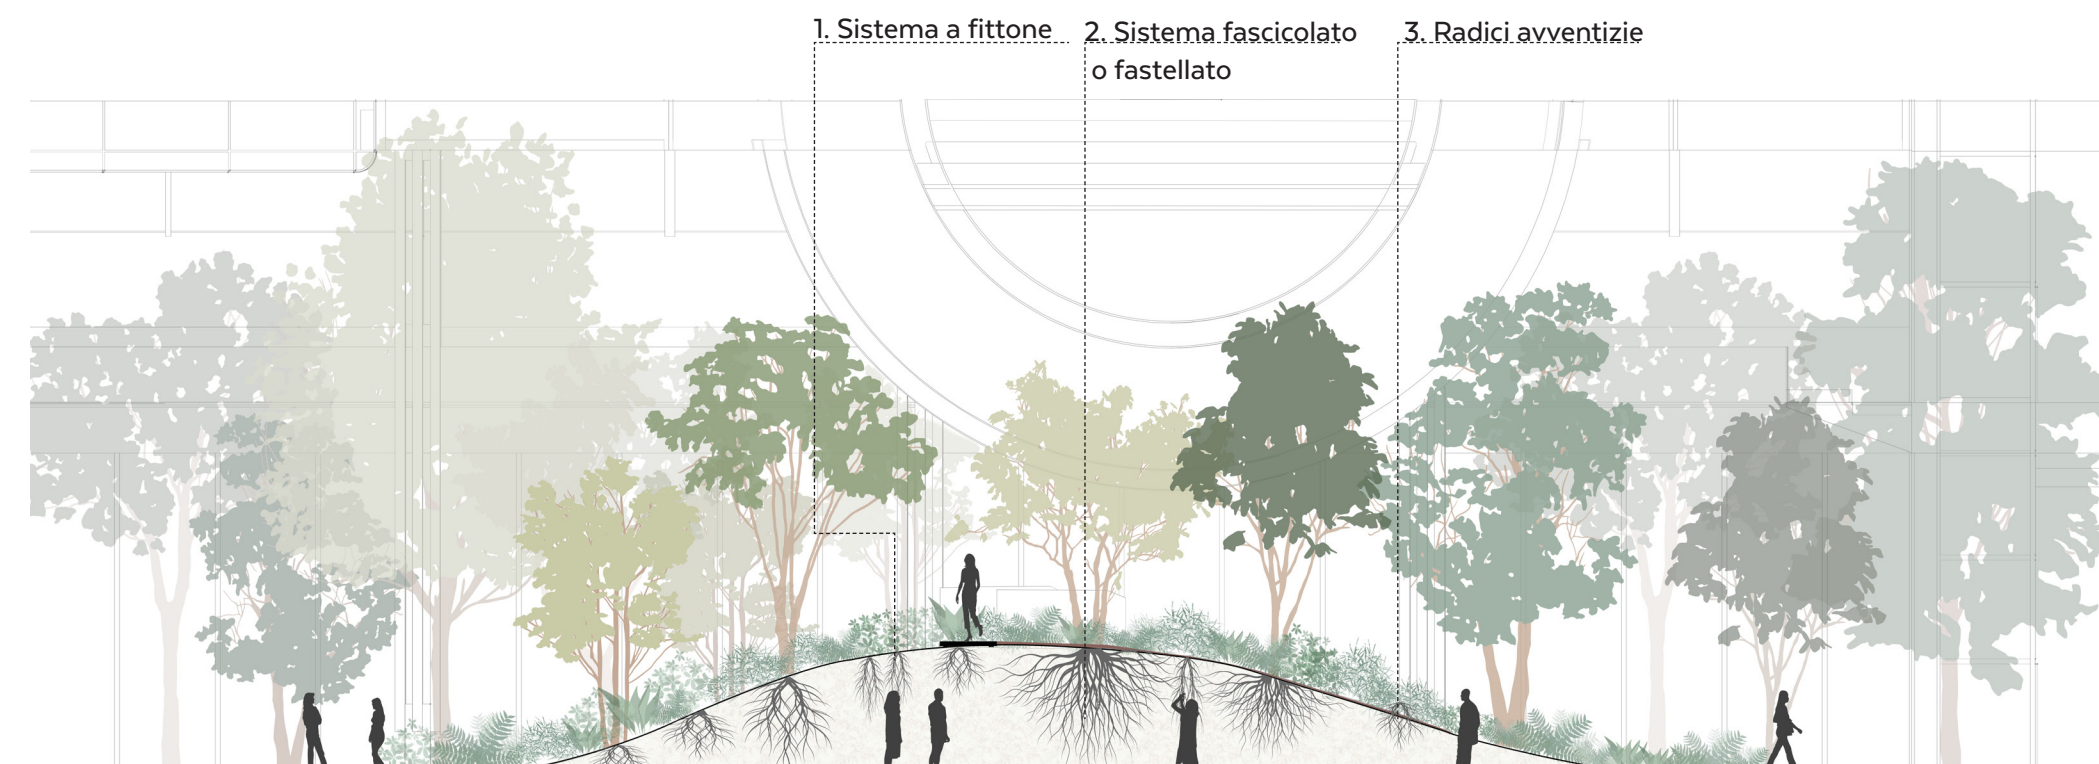 1. Sistema a fittone
2. Sistema fascicolato
o fastellato
3. Radici avventizie